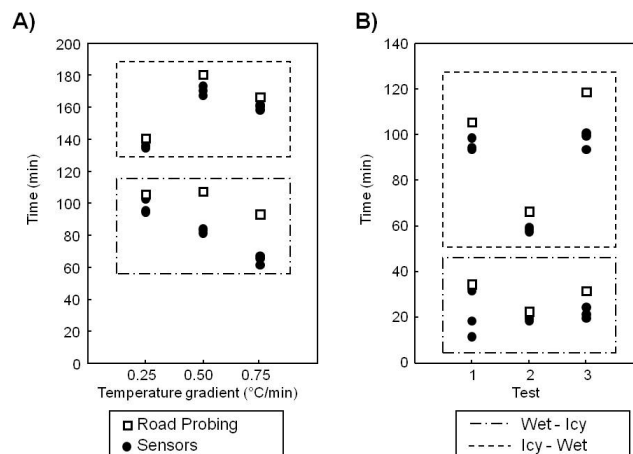 A)
Time (min)
200
180
160
140
120
100
80
60
40
20
0
0.25 0.50 0.75
Temperature gradient (°C/min)
Road Probing
Sensors
B)
Time (min)
140
120
100
80
60
40
20
0
1 2 3
Test
Wet - Icy
Icy - Wet